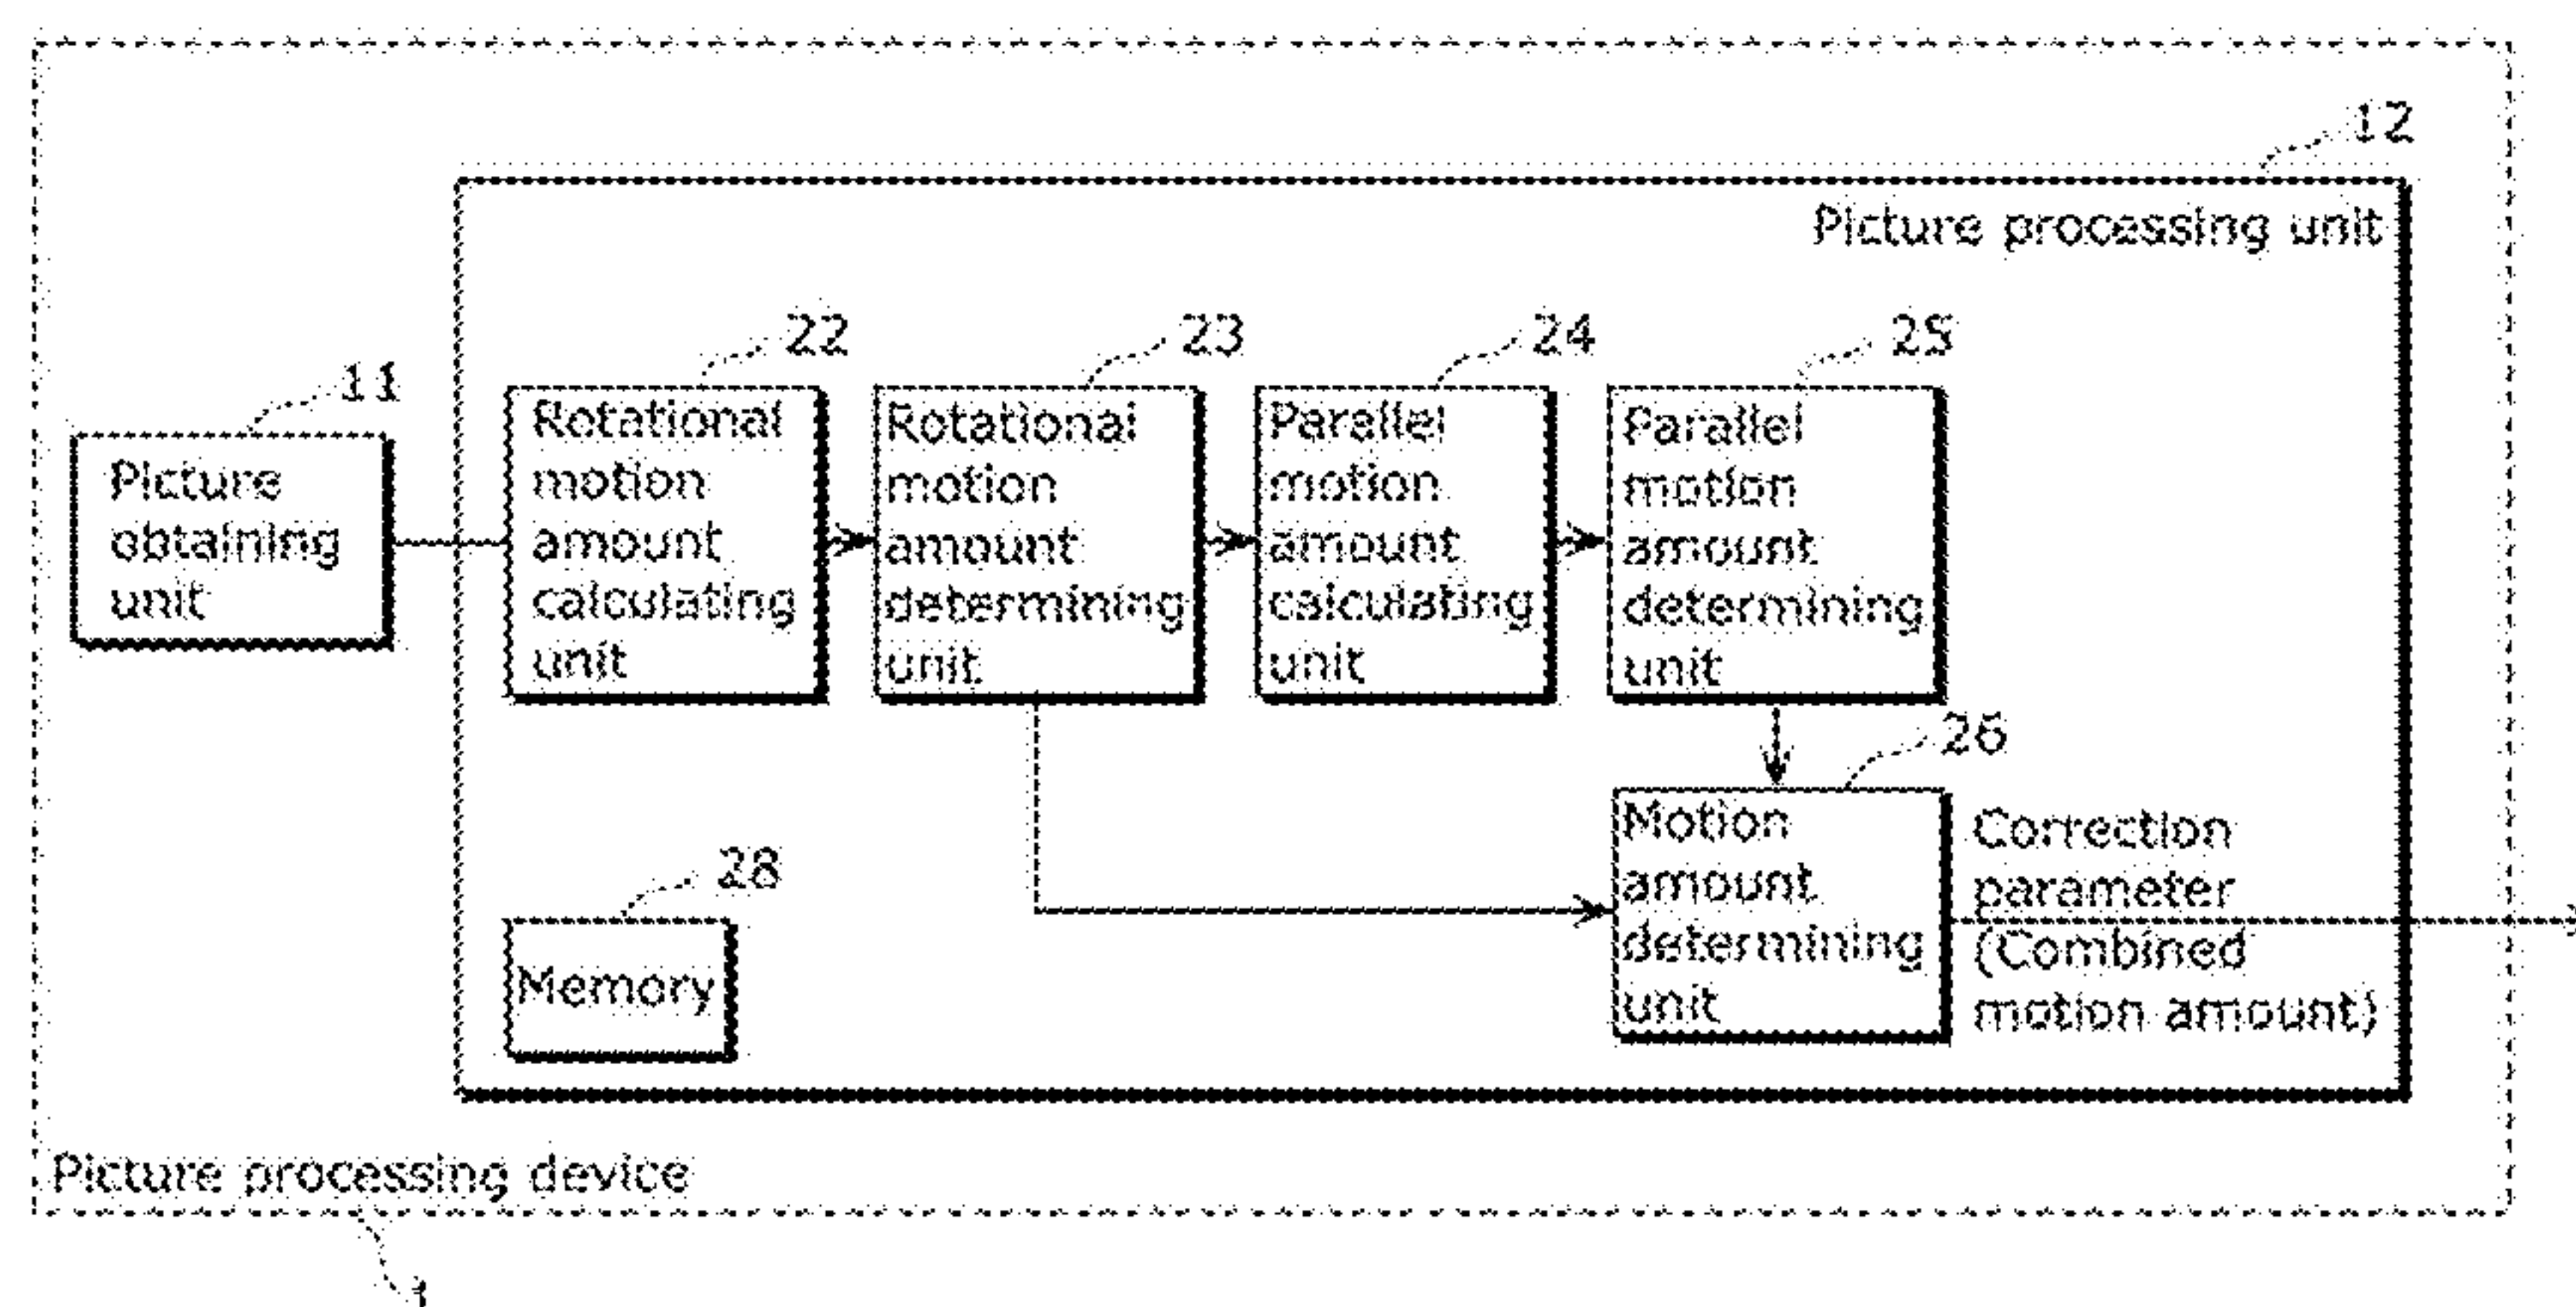 12
Picture processing unit
11
22
23
24
25
Picture
obtaining
unit
Rotational
motion
amount
calculating
unit
Rotational
motion
amount
determining
unit
Parallel
motion
amount
calculating
unit
Parallel
motion
amount
determining
unit
26
Motion
amount
determining
unit
Correction
parameter
(Combined
motion amount)
28
Memory
Picture processing device
1